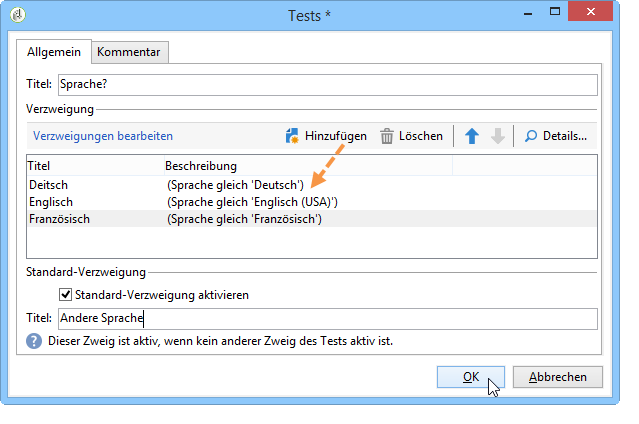 Tests *
Allgemein Kommentar
Titel: Sprache?
Verzweigung
Verzweigungen bearbeiten Hinzufügen Löschen Details...
Titel Beschreibung
Deitsch (Sprache gleich 'Deutsch')
Englisch (Sprache gleich 'Englisch (USA)')
Französisch (Sprache gleich 'Französisch')
Standard-Verzweigung
Standard-Verzweigung aktivieren
Titel: Andere Sprache
? Dieser Zweig ist aktiv, wenn kein anderer Zweig des Tests aktiv ist.
OK Abbrechen